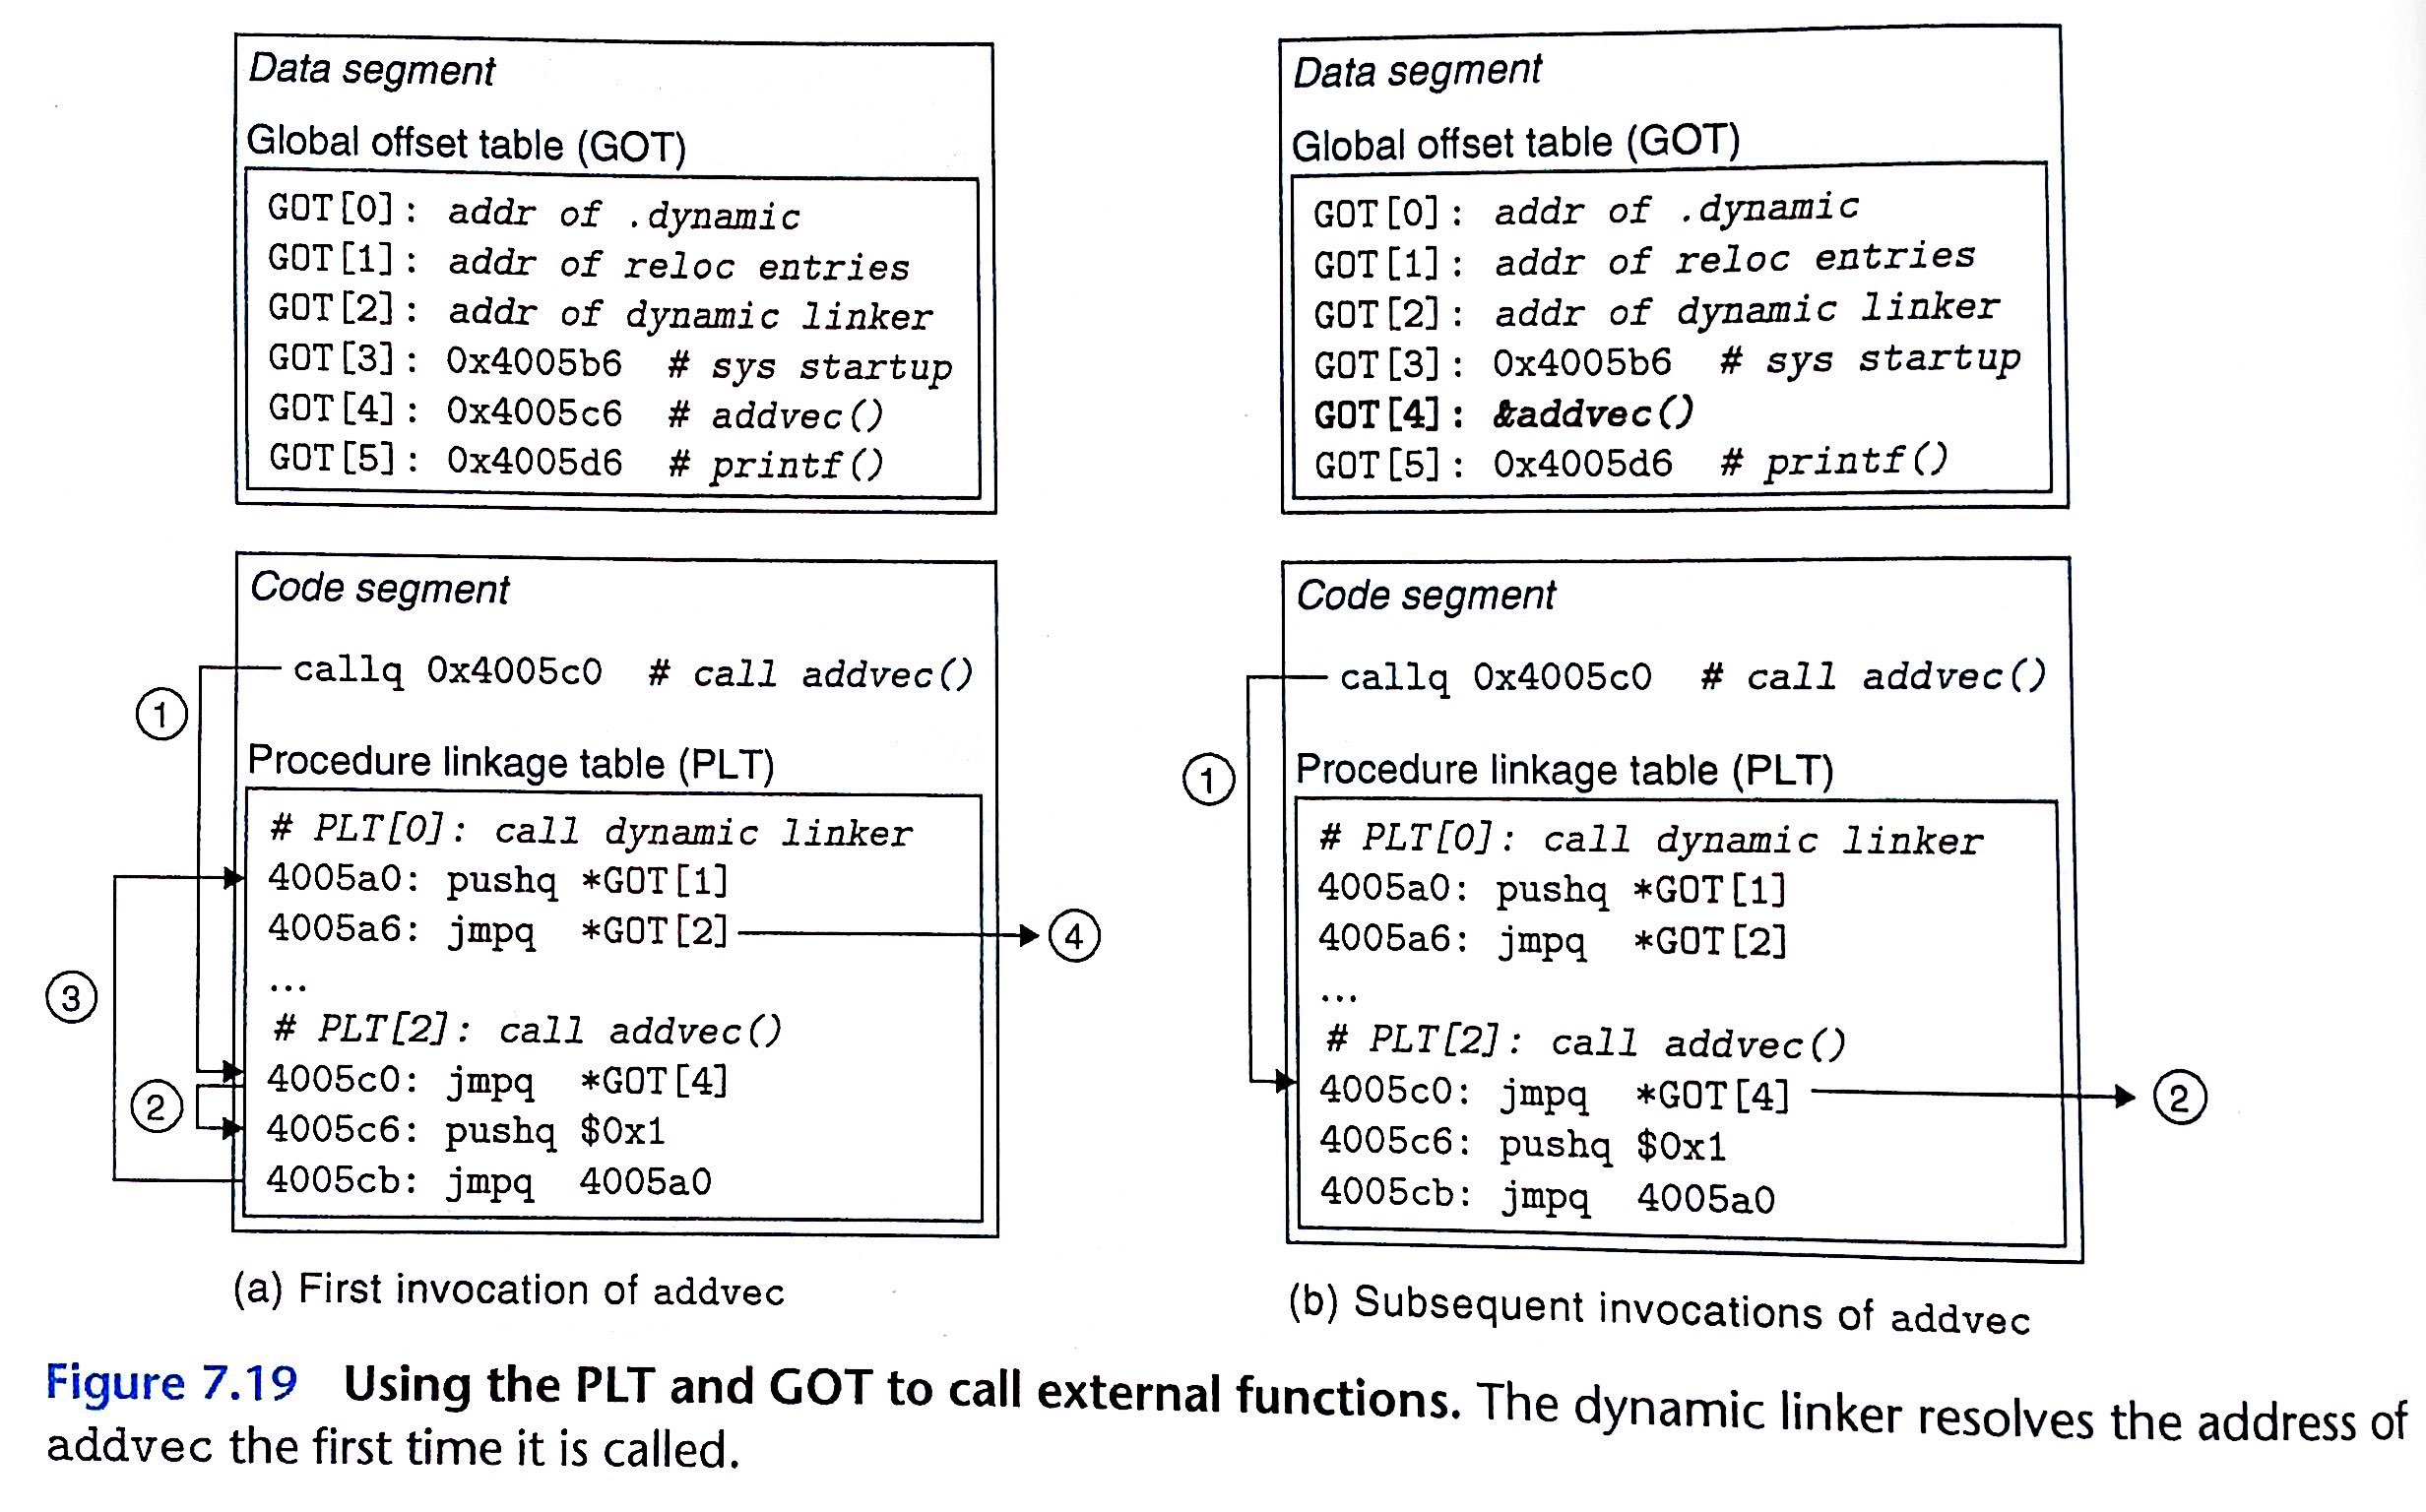 Data segment
Global offset table (GOT)
GOT[0]: addr of .dynamic
GOT[1]: addr of reloc entries
GOT[2]: addr of dynamic linker
GOT[3]: 0x4005b6 # sys startup
GOT[4]: 0x4005c6 # addvec()
GOT[5]: 0x4005d6 # printf()
Code segment
callq 0x4005c0 # call addvec()
1
Procedure linkage table (PLT)
# PLT[0]: call dynamic linker
4005a0: pushq *GOT[1]
4005a6: jmpq *GOT[2]
4
...
3
# PLT[2]: call addvec()
4005c0: jmpq *GOT[4]
2
4005c6: pushq $0x1
4005cb: jmpq 4005a0
(a) First invocation of addvec
Data segment
Global offset table (GOT)
GOT[0]: addr of .dynamic
GOT[1]: addr of reloc entries
GOT[2]: addr of dynamic linker
GOT[3]: 0x4005b6 # sys startup
GOT[4]: &addvec()
GOT[5]: 0x4005d6 # printf()
Code segment
callq 0x4005c0 # call addvec()
1
Procedure linkage table (PLT)
# PLT[0]: call dynamic linker
4005a0: pushq *GOT[1]
4005a6: jmpq *GOT[2]
...
# PLT[2]: call addvec()
4005c0: jmpq *GOT[4]
2
4005c6: pushq $0x1
4005cb: jmpq 4005a0
(b) Subsequent invocations of addvec
Figure 7.19 Using the PLT and GOT to call external functions. The dynamic linker resolves the address of
addvec the first time it is called.